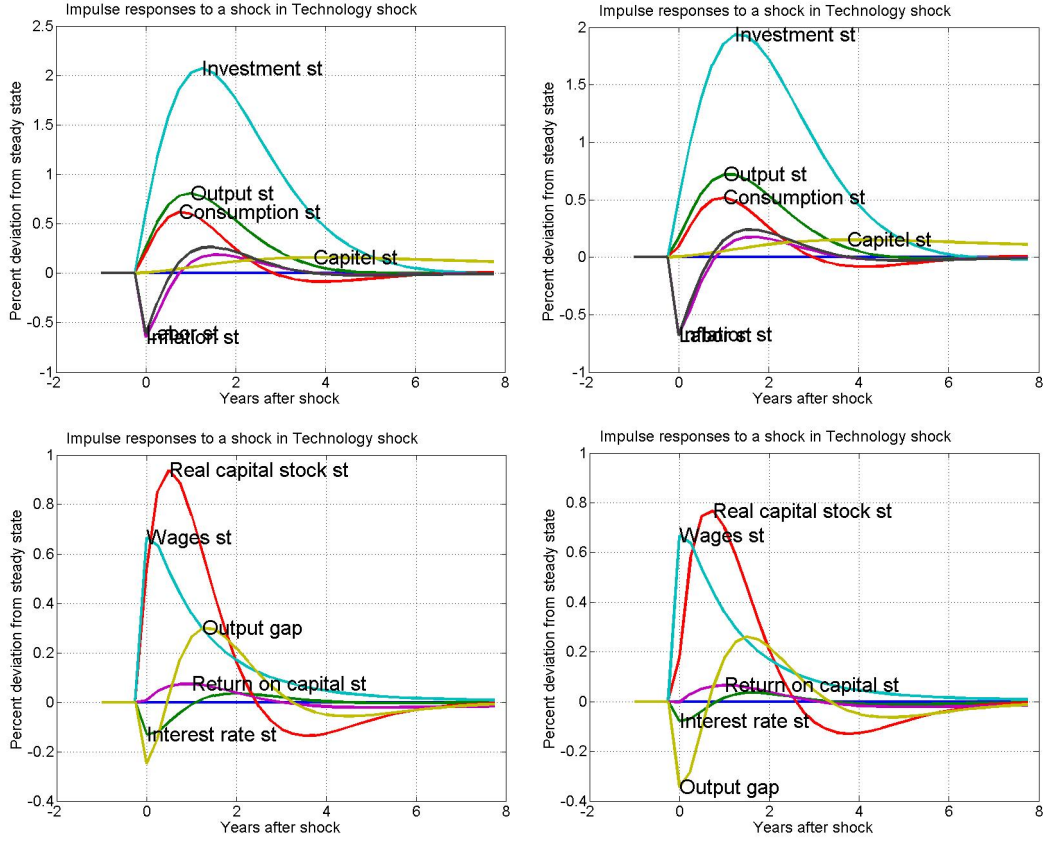 Impulse responses to a shock in Technology shock
Percent deviation from steady state
2.5
2
1.5
1
0.5
0
-0.5
-1
-2
0
2
4
6
8
Years after shock
Investment st
Output st
Consumption st
Capitel st
Labor st
Inflation st
Impulse responses to a shock in Technology shock
Percent deviation from steady state
2
1.5
1
0.5
0
-0.5
-1
-2
0
2
4
6
8
Years after shock
Investment st
Output st
Consumption st
Capitel st
Inflation st
Labor st
Impulse responses to a shock in Technology shock
Percent deviation from steady state
1
0.8
0.6
0.4
0.2
0
-0.2
-0.4
-2
0
2
4
6
8
Years after shock
Real capital stock st
Wages st
Output gap
Return on capital st
Interest rate st
Impulse responses to a shock in Technology shock
Percent deviation from steady state
1
0.8
0.6
0.4
0.2
0
-0.2
-0.4
-2
0
2
4
6
8
Years after shock
Real capital stock st
Wages st
Return on capital st
Interest rate st
Output gap